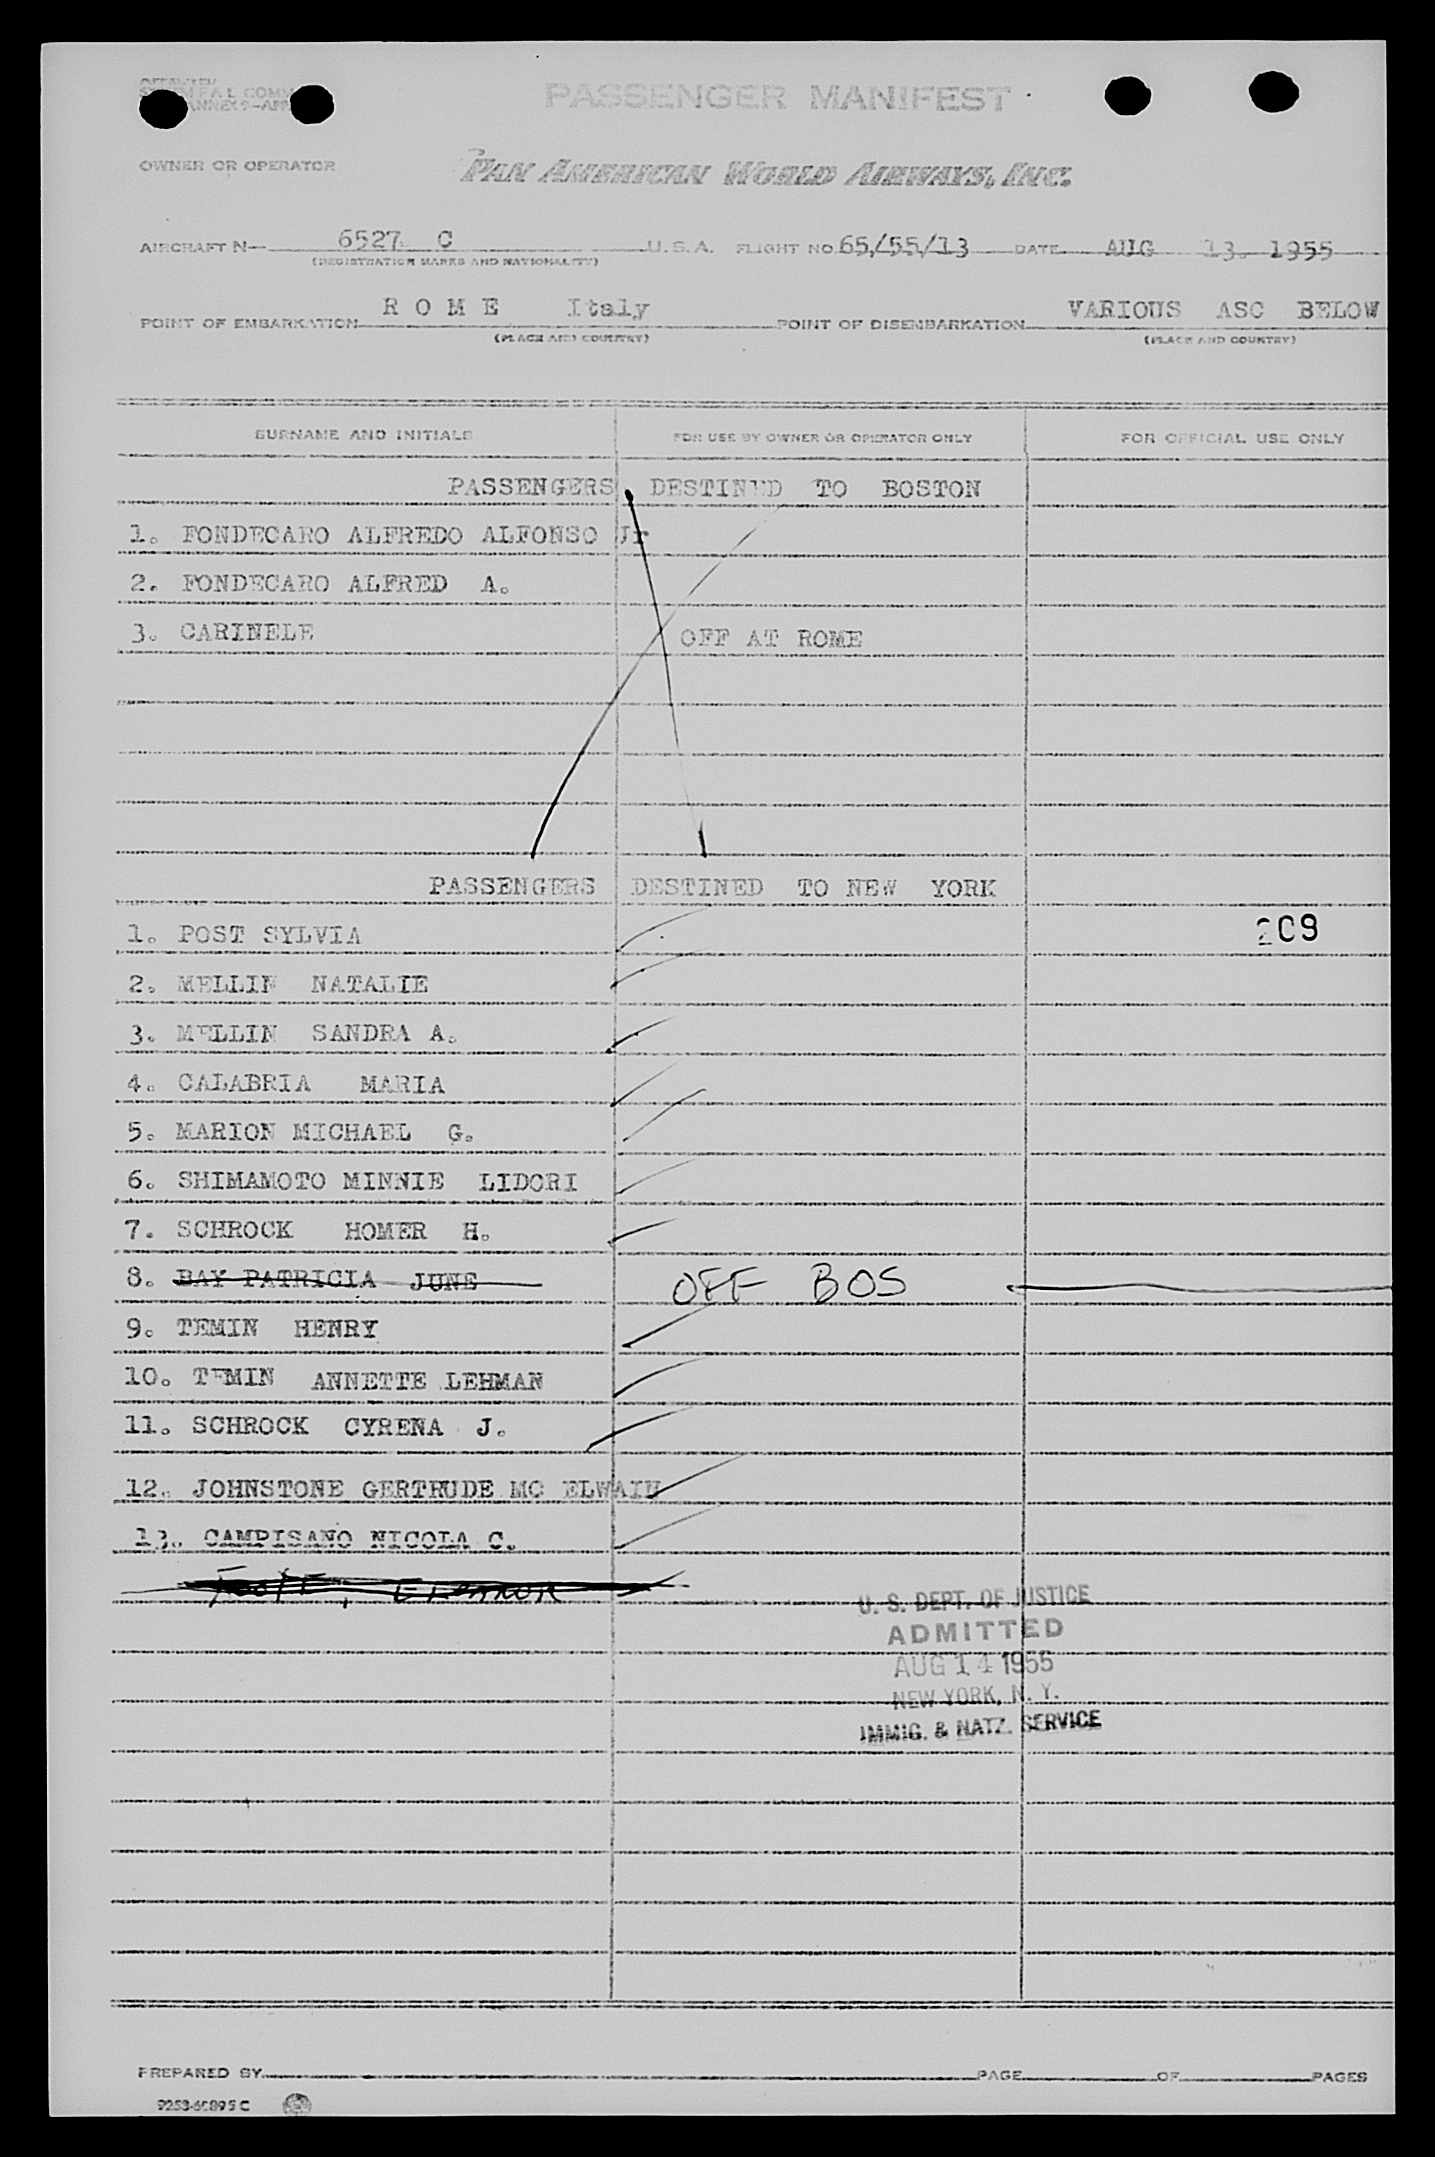 PASSENGER MANIFEST
ANNEX 9-APP
OWNER OR OPERATOR PAN AMERICAN WORLD AIRWAYS, INC.
AIRCRAFT N- 6527 C U.S.A. FLIGHT NO. 65/55/13 DATE AUG 13. 1955
(REGISTRATION MARKS AND NATIONALITY)
POINT OF EMBARKATION R O M E Italy POINT OF DISEMBARKATION VARIOUS ASC BELOW
(PLACE AND COUNTRY) (PLACE AND COUNTRY)
SURNAME AND INITIALS FOR USE BY OWNER OR OPERATOR ONLY FOR OFFICIAL USE ONLY
PASSENGERS DESTINED TO BOSTON
1. FONDECARO ALFREDO ALFONSO Jr
2. FONDECARO ALFRED A.
3. CARINELE OFF AT ROME
PASSENGERS DESTINED TO NEW YORK
1. POST SYLVIA 209
2. MELLIN NATALIE
3. MELLIN SANDRA A.
4. CALABRIA MARIA
5. MARION MICHAEL G.
6. SHIMAMOTO MINNIE LIDORI
7. SCHROCK HOMER H.
8. BAY PATRICIA JUNE OFF BOS
9. TEMIN HENRY
10. TEMIN ANNETTE LEHMAN
11. SCHROCK CYRENA J.
12. JOHNSTONE GERTRUDE MC ELWAIN
13. CAMPISANO NICOLA C.
U. S. DEPT. OF JUSTICE
ADMITTED
AUG 14 1955
NEW YORK, N. Y.
IMMIG. & NATZ. SERVICE
PREPARED BY PAGE OF PAGES